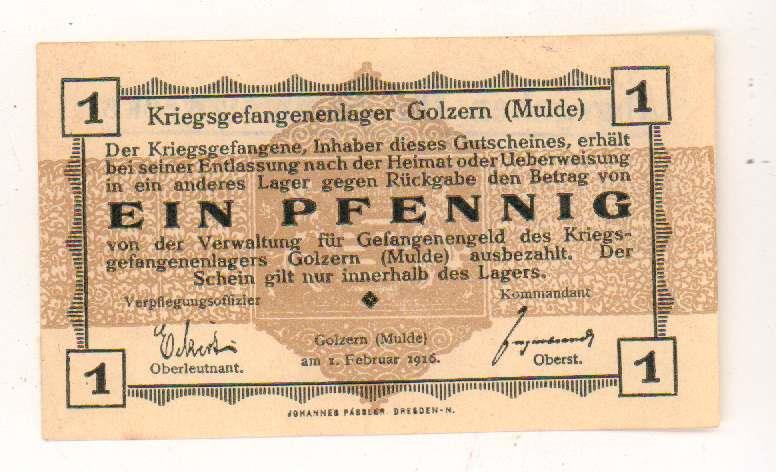 1 1
Kriegsgefangenenlager Golzern (Mulde)
Der Kriegsgefangene, Inhaber dieses Gutscheines, erhält
bei seiner Entlassung nach der Heimat oder Ueberweisung
in ein anderes Lager gegen Rückgabe den Betrag von
EIN PFENNIG
von der Verwaltung für Gefangenengeld des Kriegs-
gefangenenlagers Golzern (Mulde) ausbezahlt. Der
Schein gilt nur innerhalb des Lagers.
Verpflegungsoffizier Kommandant
Eckert
Golzern (Mulde)
Oberleutnant. am 1. Februar 1916. Oberst.
1 1
JOHANNES PÄSSLER, DRESDEN-N.